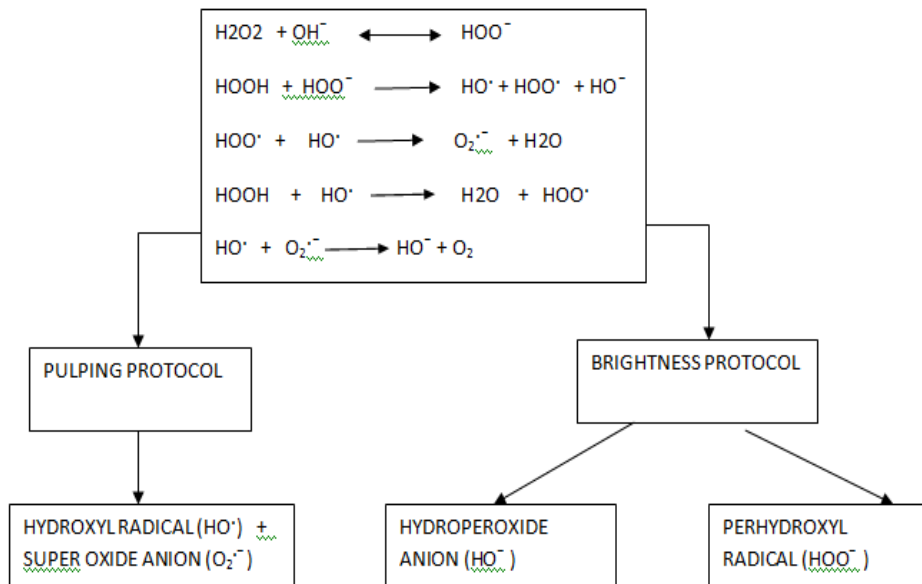 H2O2 + OH⁻ ⟷ HOO⁻
HOOH + HOO⁻ ⟶ HO˙ + HOO˙ + HO⁻
HOO˙ + HO˙ ⟶ O₂˙⁻ + H2O
HOOH + HO˙ ⟶ H2O + HOO˙
HO˙ + O₂˙⁻ ⟶ HO⁻ + O₂
PULPING PROTOCOL
BRIGHTNESS PROTOCOL
HYDROXYL RADICAL (HO˙) +
SUPER OXIDE ANION (O₂˙⁻)
HYDROPEROXIDE
ANION (HO⁻)
PERHYDROXYL
RADICAL (HOO⁻)